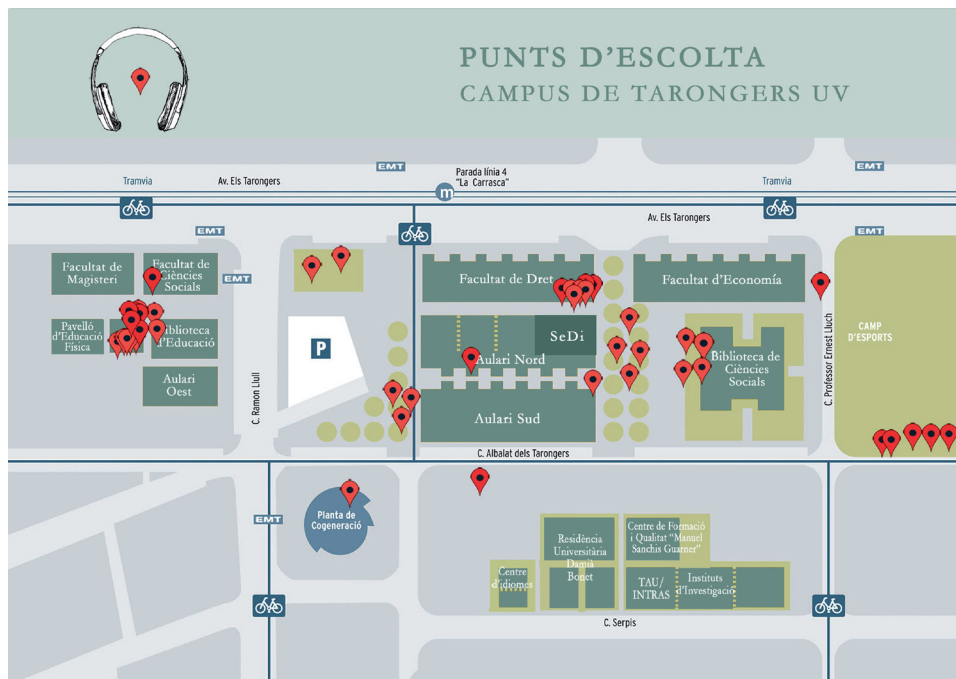 PUNTS D'ESCOLTA
CAMPUS DE TARONGERS UV
EMT
EMT
Parada línia 4
"La Carrasca"
Tramvia
Av. Els Tarongers
Tramvia
m
Av. Els Tarongers
EMT
EMT
Facultat de
Magisteri
Facultat de
Ciències
Socials
EMT
Facultat de Dret
Facultat d'Economía
Pavelló
d'Educació
Física
Biblioteca
d'Educació
P
SeDi
Aulari Nord
Biblioteca de
Ciències
Socials
C. Professor Ernest Lluch
CAMP
D'ESPORTS
Aulari
Oest
C. Ramon Llull
Aulari Sud
C. Albalat dels Tarongers
EMT
Planta de
Cogeneració
Residència
Universitària
Damià
Bonet
Centre de Formació
i Qualitat "Manuel
Sanchis Guarner"
Centre
d'idiomes
TAU/
INTRAS
Instituts
d'Investigació
C. Serpis